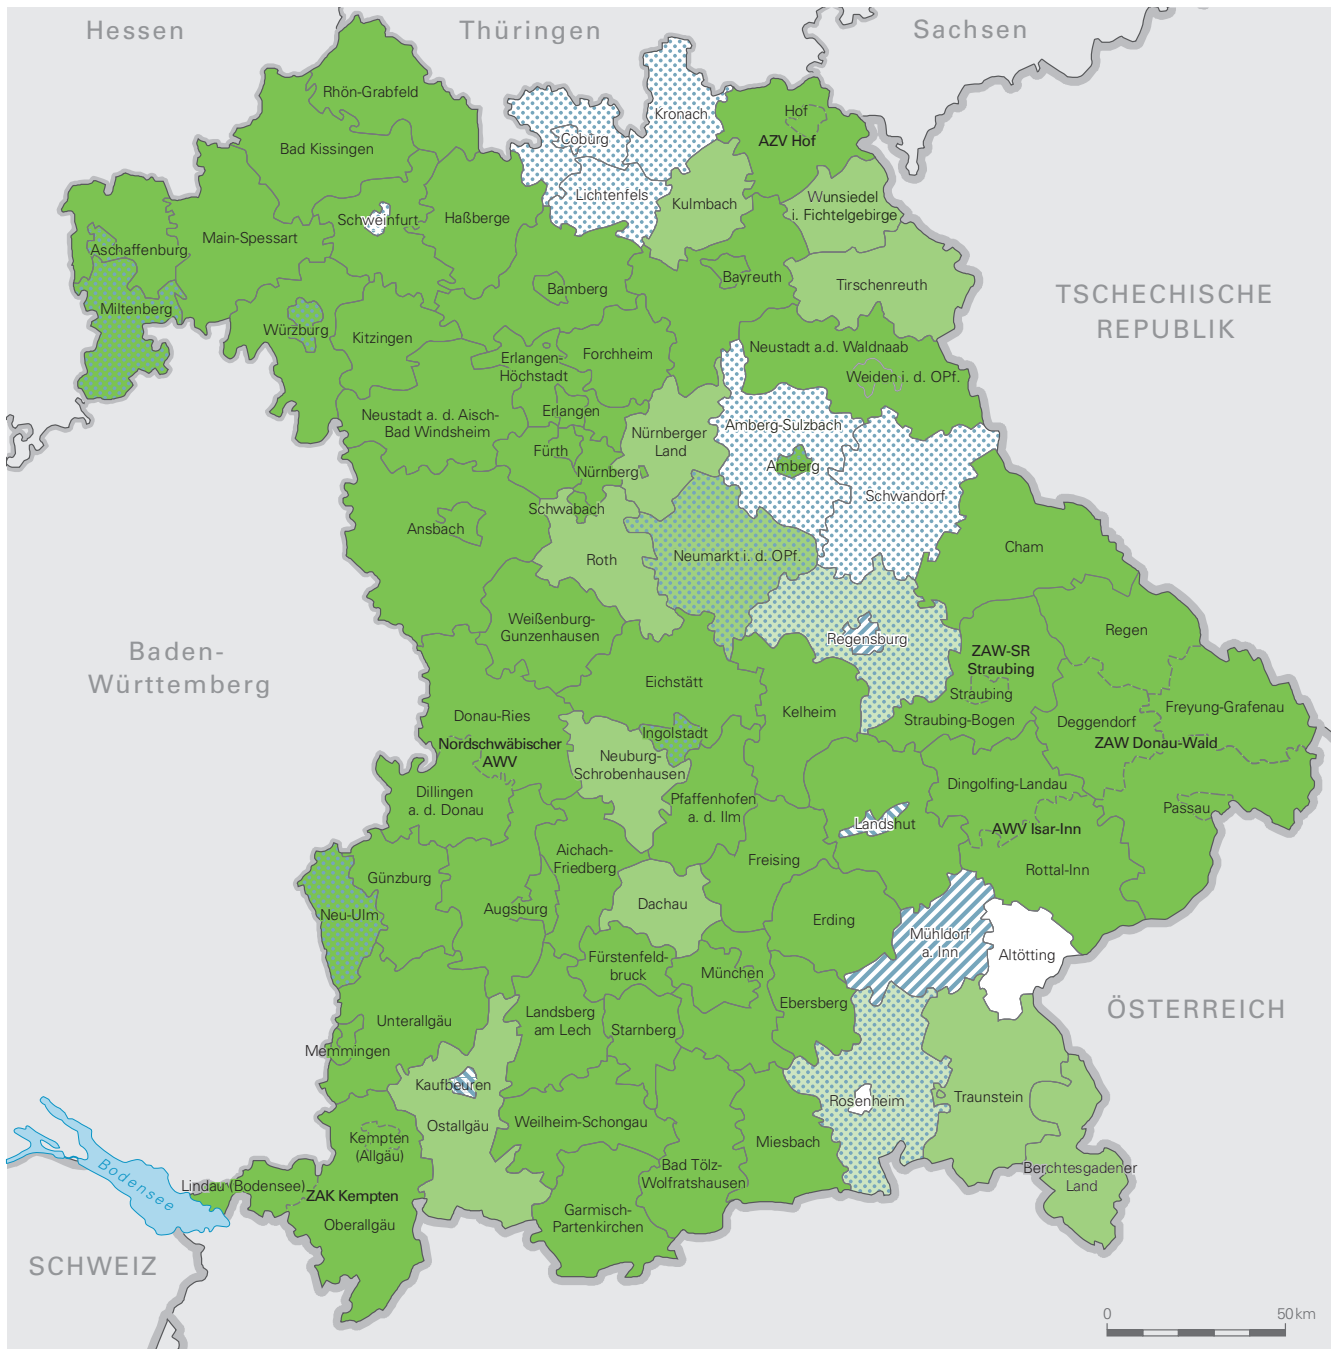 Hessen
Thüringen
Sachsen
Rhön-Grabfeld
Kronach
Hof
AZV Hof
Coburg
Bad Kissingen
Lichtenfels
Kulmbach
Wunsiedel
i. Fichtelgebirge
Schweinfurt
Haßberge
Main-Spessart
Aschaffenburg
Bayreuth
Tirschenreuth
Bamberg
TSCHECHISCHE
REPUBLIK
Miltenberg
Würzburg
Kitzingen
Erlangen-
Höchstadt
Forchheim
Neustadt a.d. Waldnaab
Weiden i. d. OPf.
Neustadt a. d. Aisch-
Bad Windsheim
Erlangen
Nürnberger
Land
Amberg-Sulzbach
Fürth
Nürnberg
Amberg
Schwandorf
Schwabach
Ansbach
Roth
Neumarkt i. d. OPf.
Cham
Weißenburg-
Gunzenhausen
Regensburg
Regen
Baden-
Württemberg
ZAW-SR
Straubing
Straubing
Eichstätt
Kelheim
Straubing-Bogen
Freyung-Grafenau
Deggendorf
ZAW Donau-Wald
Donau-Ries
Nordschwäbischer
AWV
Ingolstadt
Neuburg-
Schrobenhausen
Dillingen
a. d. Donau
Pfaffenhofen
a. d. Ilm
Dingolfing-Landau
Passau
Landshut
AWV Isar-Inn
Aichach-
Friedberg
Freising
Rottal-Inn
Günzburg
Dachau
Augsburg
Neu-Ulm
Erding
Mühldorf
a. Inn
Altötting
Fürstenfeld-
bruck
München
Ebersberg
ÖSTERREICH
Landsberg
am Lech
Starnberg
Unterallgäu
Memmingen
Kaufbeuren
Rosenheim
Traunstein
Ostallgäu
Weilheim-Schongau
Miesbach
Kempten
(Allgäu)
Bad Tölz-
Wolfratshausen
Berchtesgadener
Land
Bodensee
Lindau (Bodensee)
ZAK Kempten
Oberallgäu
Garmisch-
Partenkirchen
SCHWEIZ
0 50 km